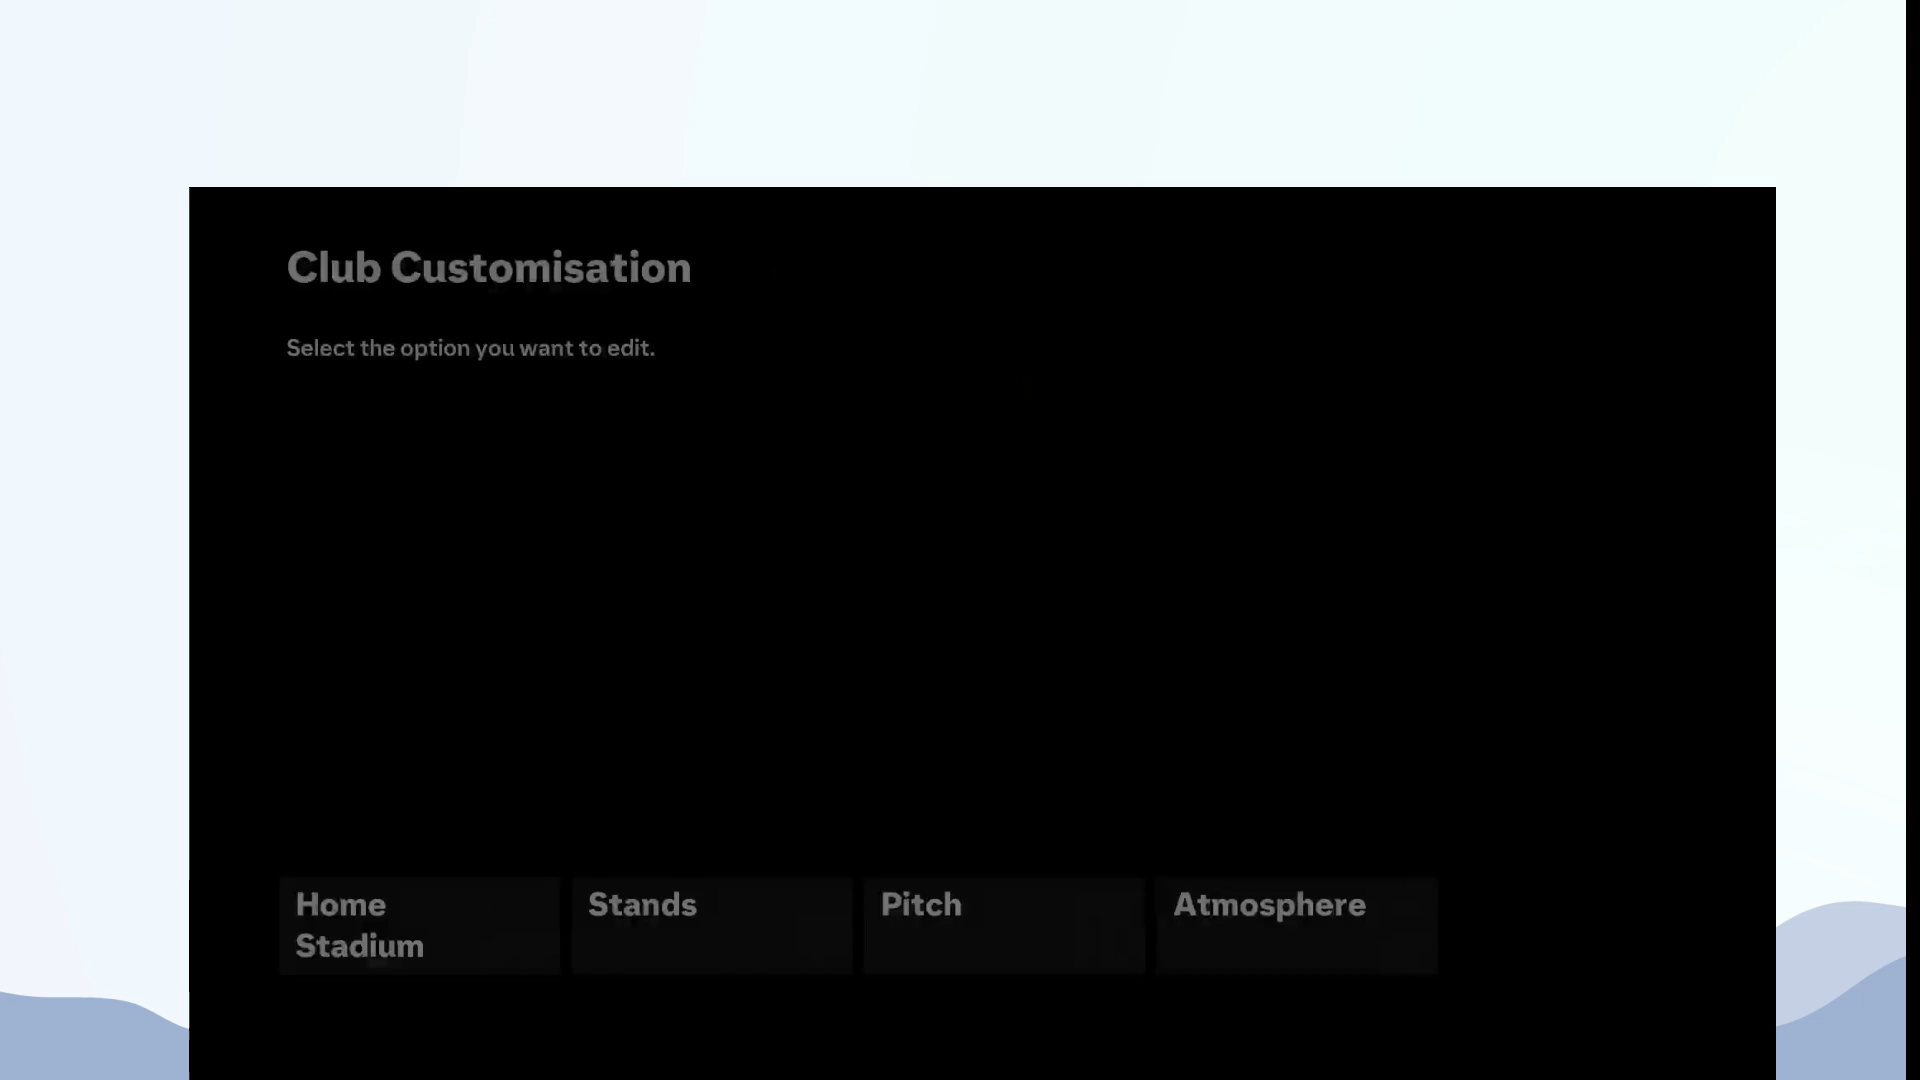 Club Customisation
Select the option you want to edit.
Home
Stadium
Stands
Pitch
Atmosphere